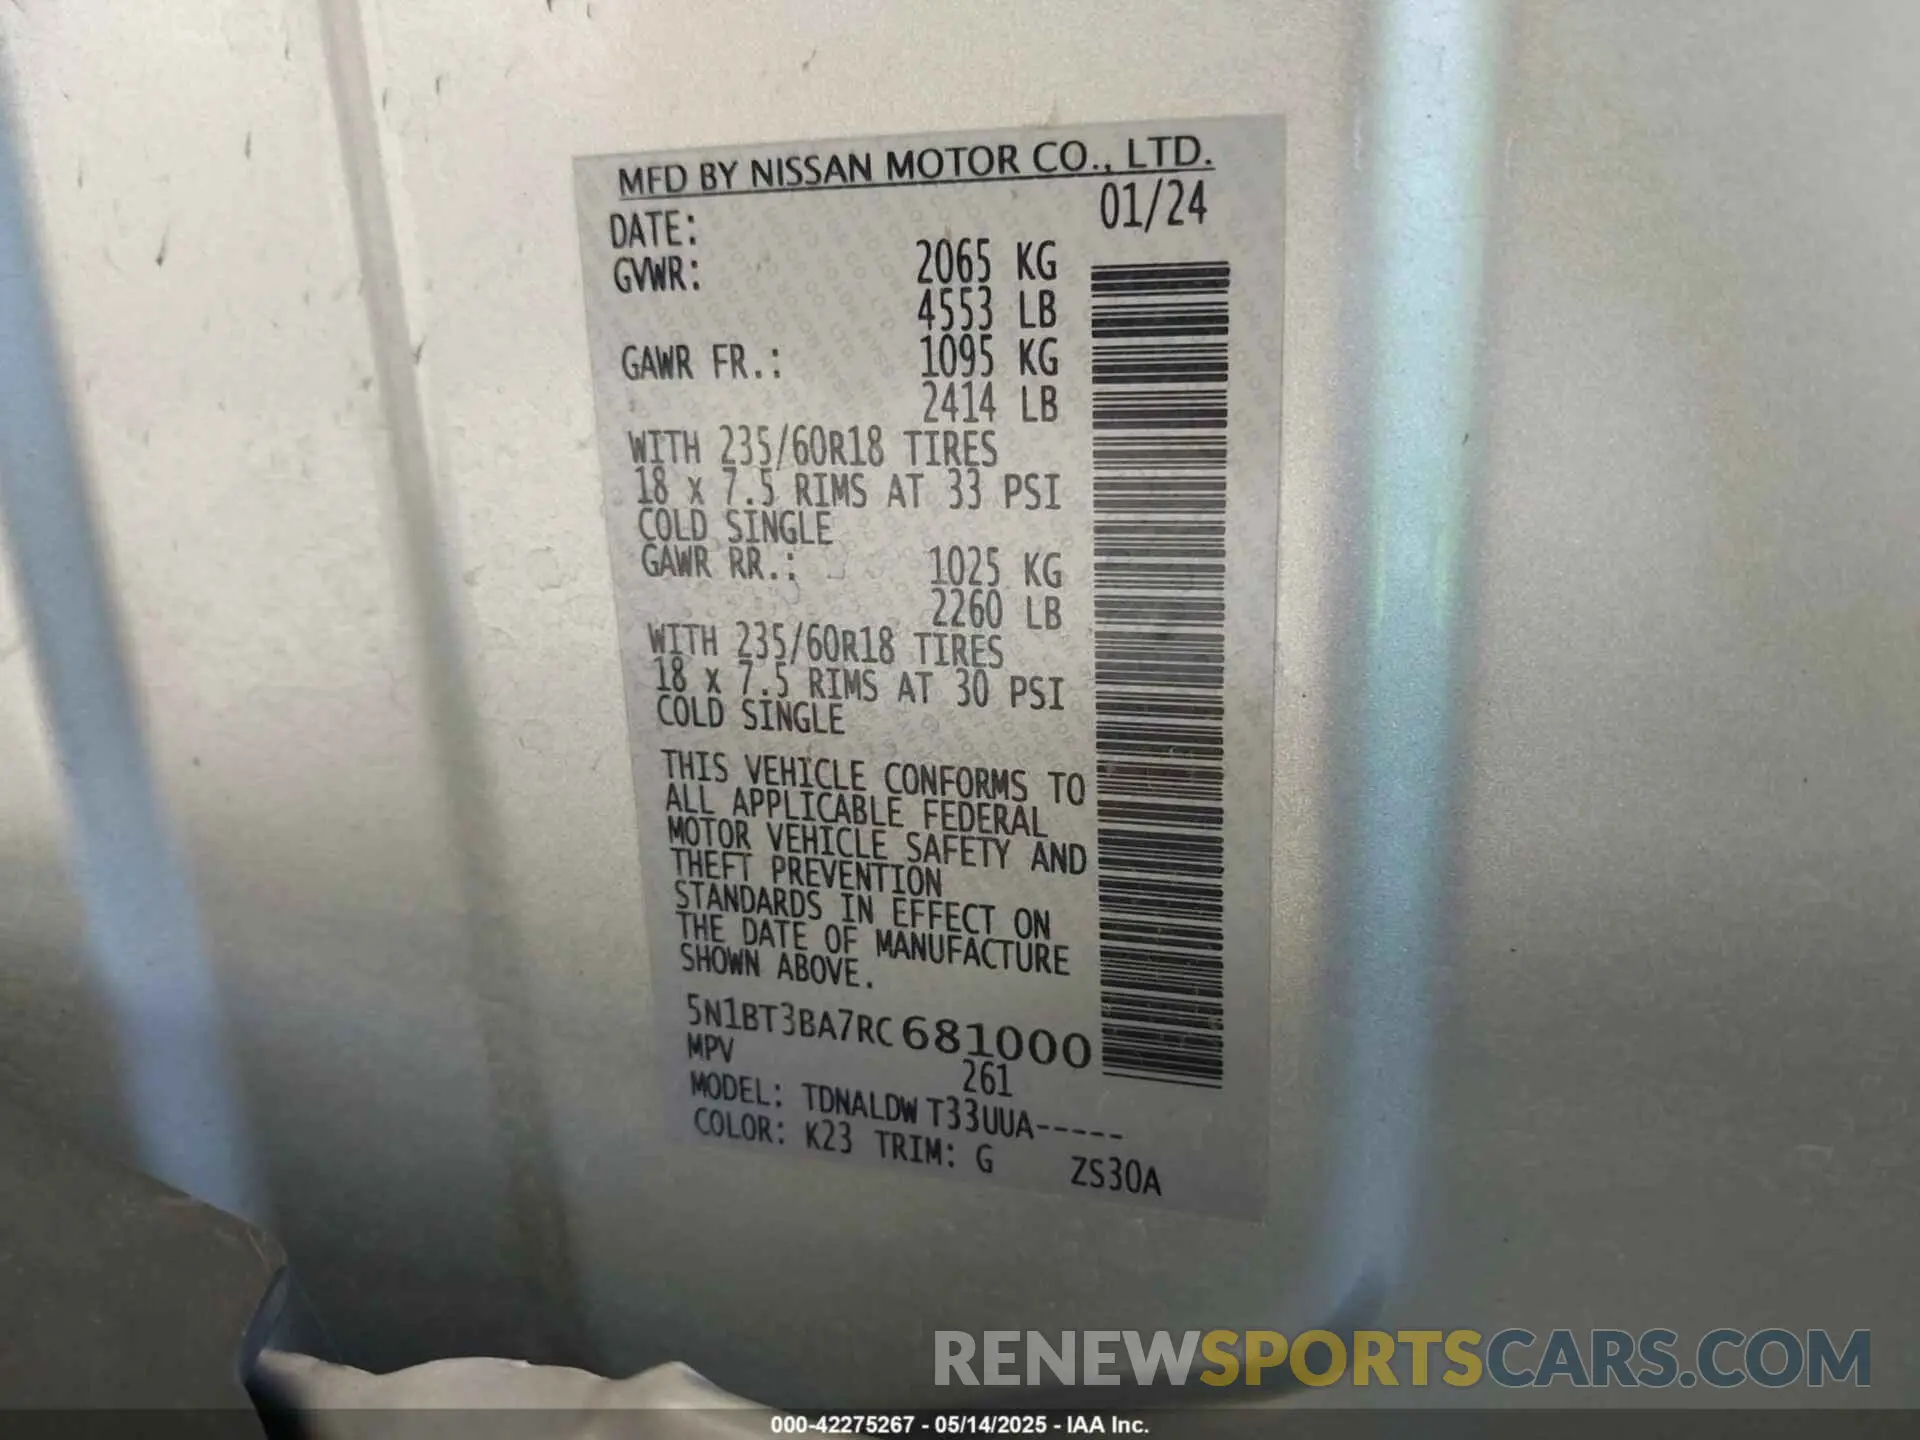 MFD BY NISSAN MOTOR CO., LTD.
DATE: 01/24
GVWR: 2065 KG
4553 LB
GAWR FR.: 1095 KG
2414 LB
WITH 235/60R18 TIRES
18 x 7.5 RIMS AT 33 PSI
COLD SINGLE
GAWR RR.: 1025 KG
2260 LB
WITH 235/60R18 TIRES
18 x 7.5 RIMS AT 30 PSI
COLD SINGLE
THIS VEHICLE CONFORMS TO
ALL APPLICABLE FEDERAL
MOTOR VEHICLE SAFETY AND
THEFT PREVENTION
STANDARDS IN EFFECT ON
THE DATE OF MANUFACTURE
SHOWN ABOVE.
5N1BT3BA7RC681000
MPV 261
MODEL: TDNALDW T33UUA-----
COLOR: K23 TRIM: G ZS30A
RENEWSPORTSCARS.COM
000-42275267 - 05/14/2025 - IAA Inc.